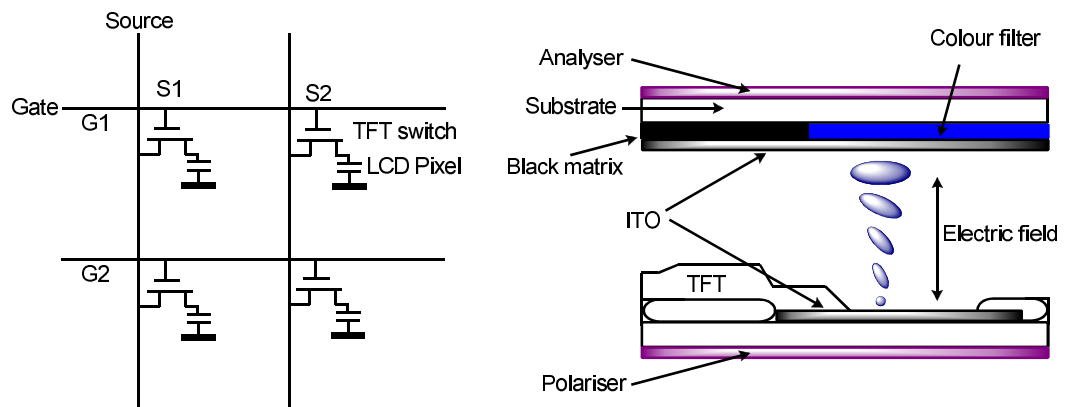 Source
S1
S2
Gate
G1
TFT switch
LCD Pixel
G2
Colour filter
Analyser
Substrate
Black matrix
ITO
Electric field
TFT
Polariser